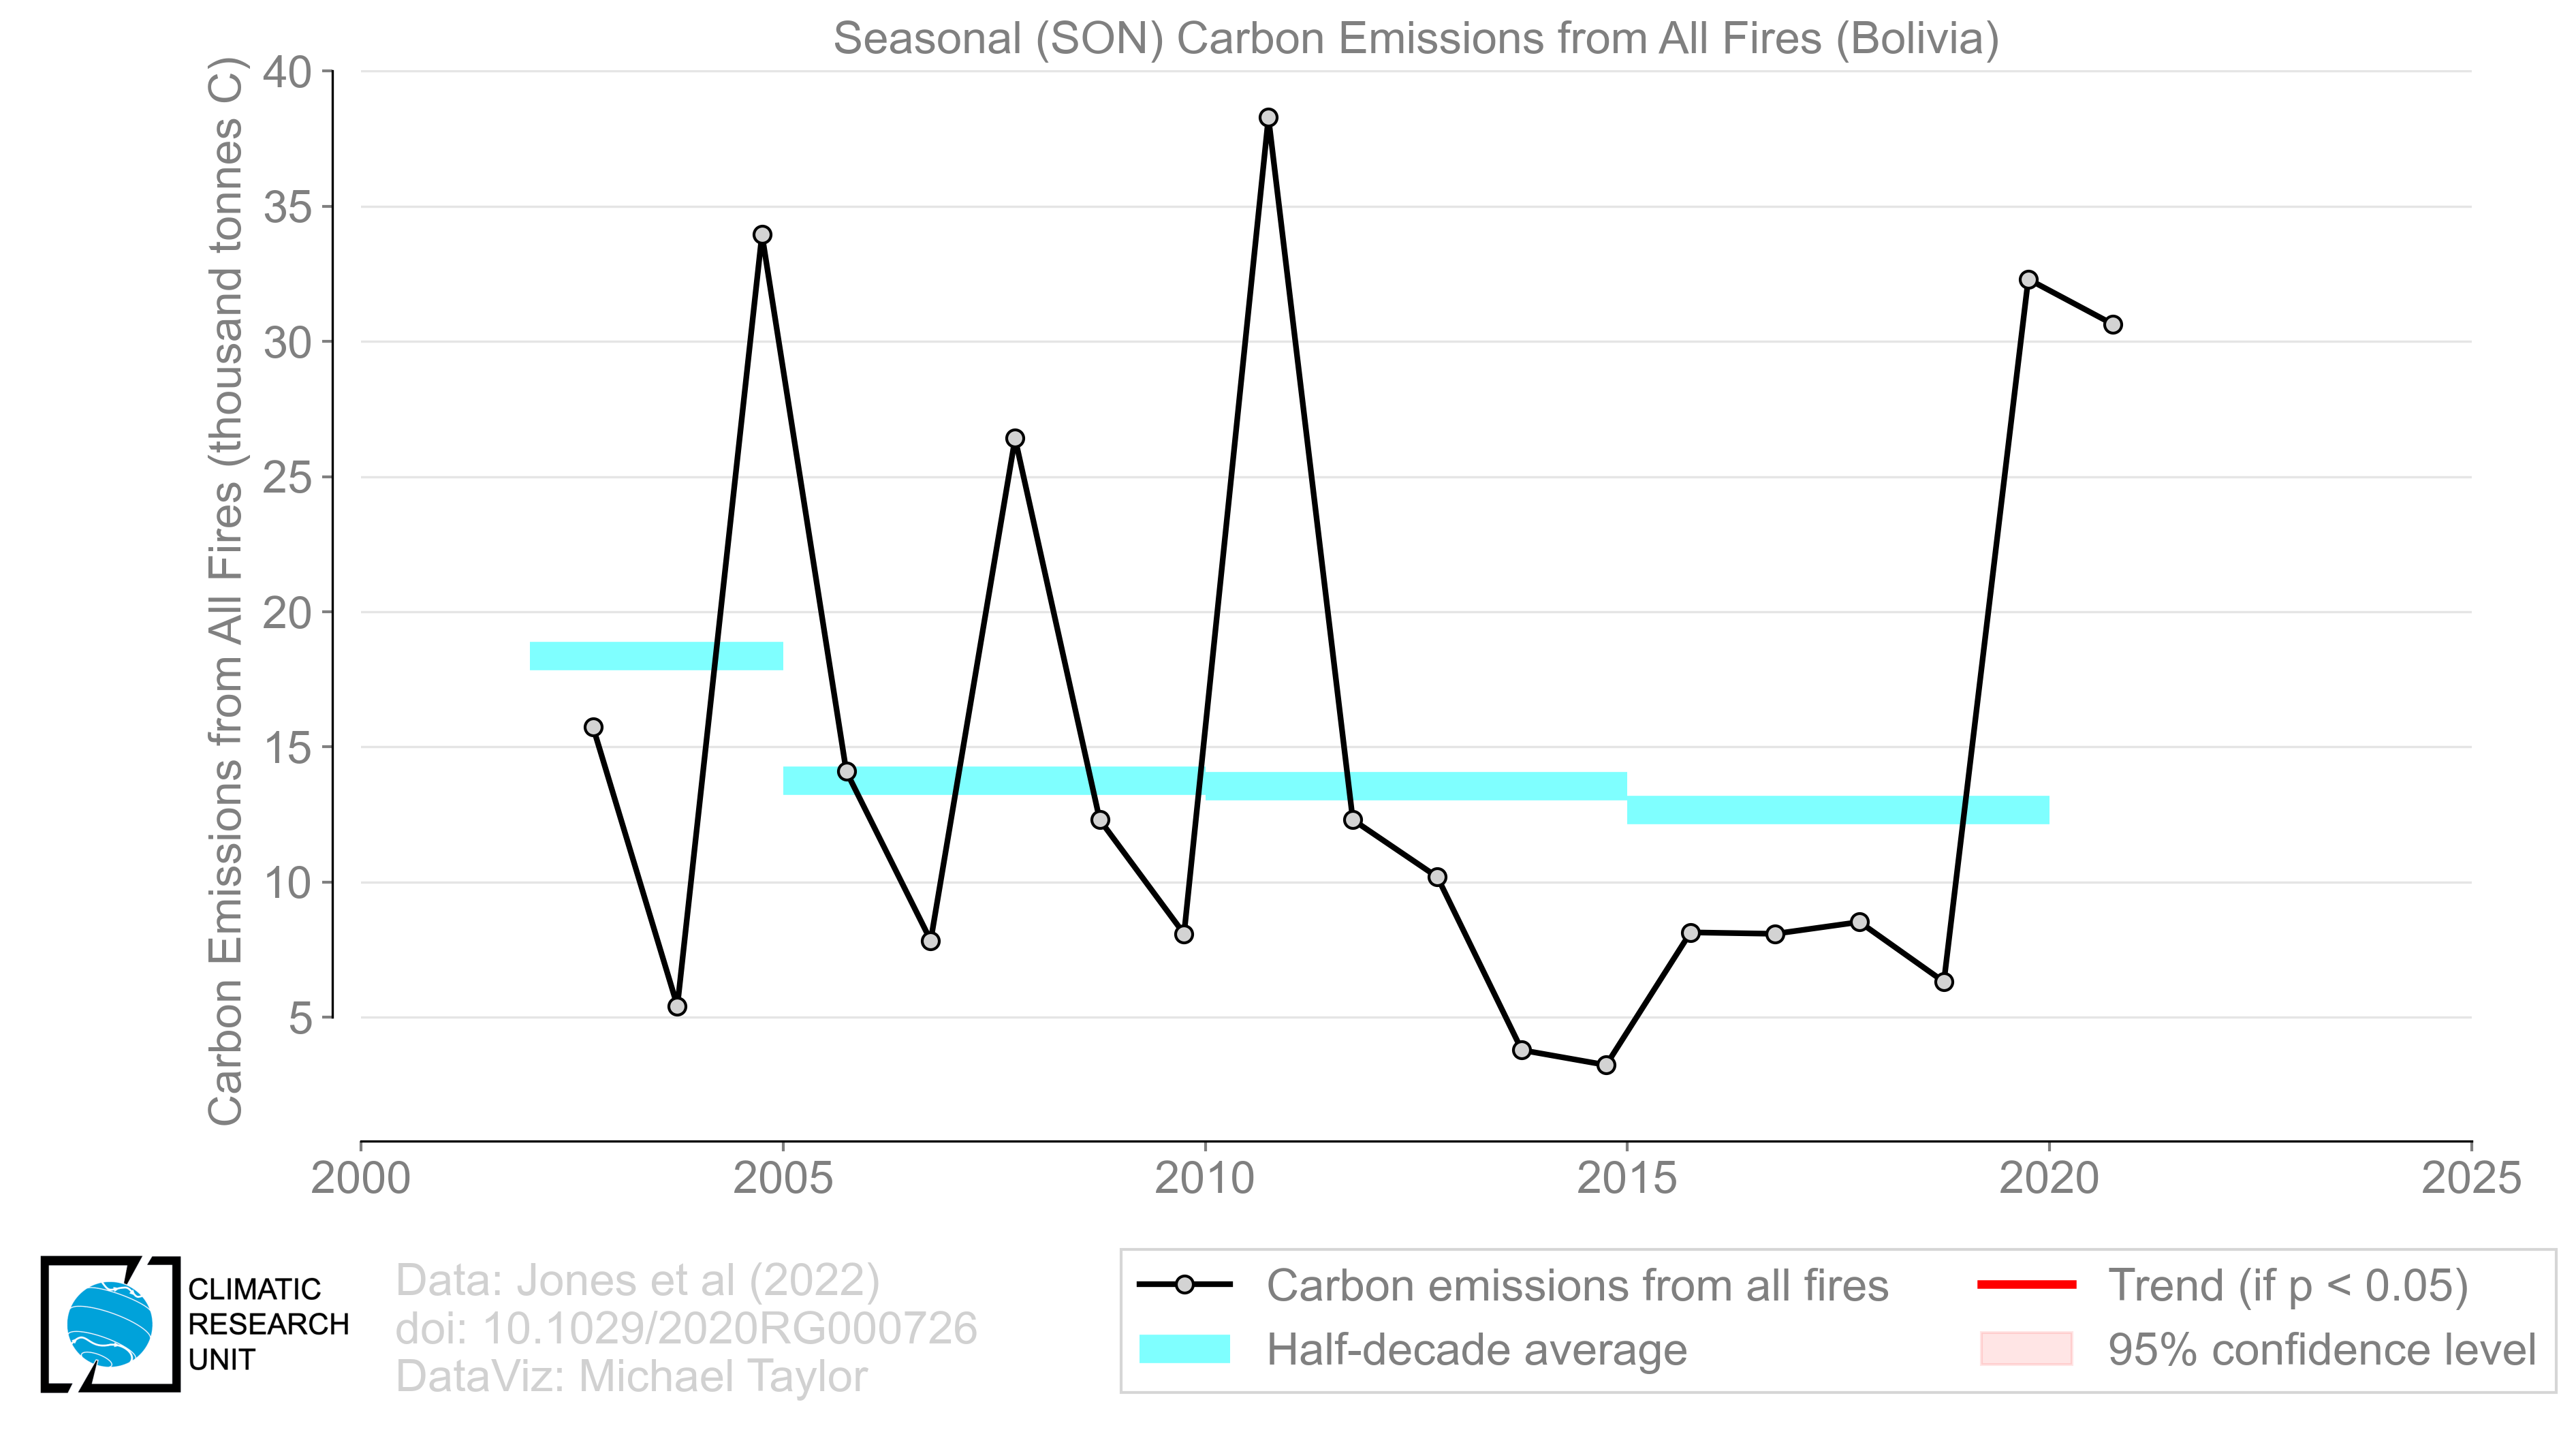 Seasonal (SON) Carbon Emissions from All Fires (Bolivia)
Carbon Emissions from All Fires (thousand tonnes C)
40
35
30
25
20
15
10
5
2000
2005
2010
2015
2020
2025
CLIMATIC
RESEARCH
UNIT
Data: Jones et al (2022)
doi: 10.1029/2020RG000726
DataViz: Michael Taylor
Carbon emissions from all fires
Half-decade average
Trend (if p < 0.05)
95% confidence level